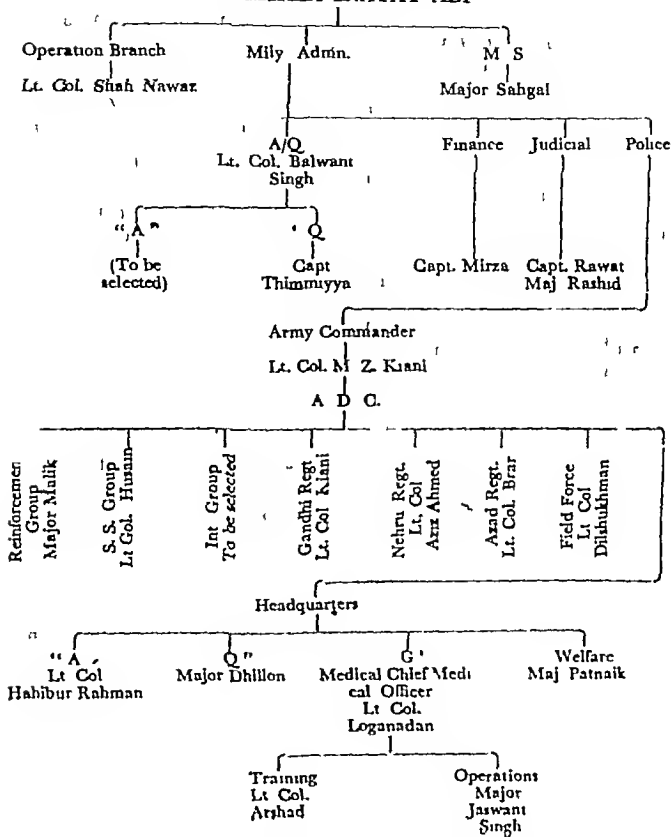 Operation Branch Mily Admn. M S
Lt. Col. Shah Nawaz Major Sahgal
A/Q Finance Judicial Police
Lt. Col. Balwant
Singh
"A" ' Q
(To be Capt Capt. Mirza Capt. Rawat
selected) Thimmiyya Maj Rashid
Army Commander
Lt. Col. M Z. Kiani
A D C.
Reinforcemen
Group
Major Malik
S.S. Group
Lt Col. Husain
Int Group
To be selected
Gandhi Regt
Lt. Col Kiani
Nehru Regt.
Lt. Col
Aziz Ahmed
Azad Regt.
Lt. Col. Brar
Field Force
Lt Col
Dilshukhman
Headquarters
"A Q" G' Welfare
Lt Col Major Dhillon Medical Chief Medi Maj Patnaik
Habibur Rahman cal Officer
Lt Col.
Loganadan
Training Operations
Lt Col. Major
Arshad Jaswant
Singh